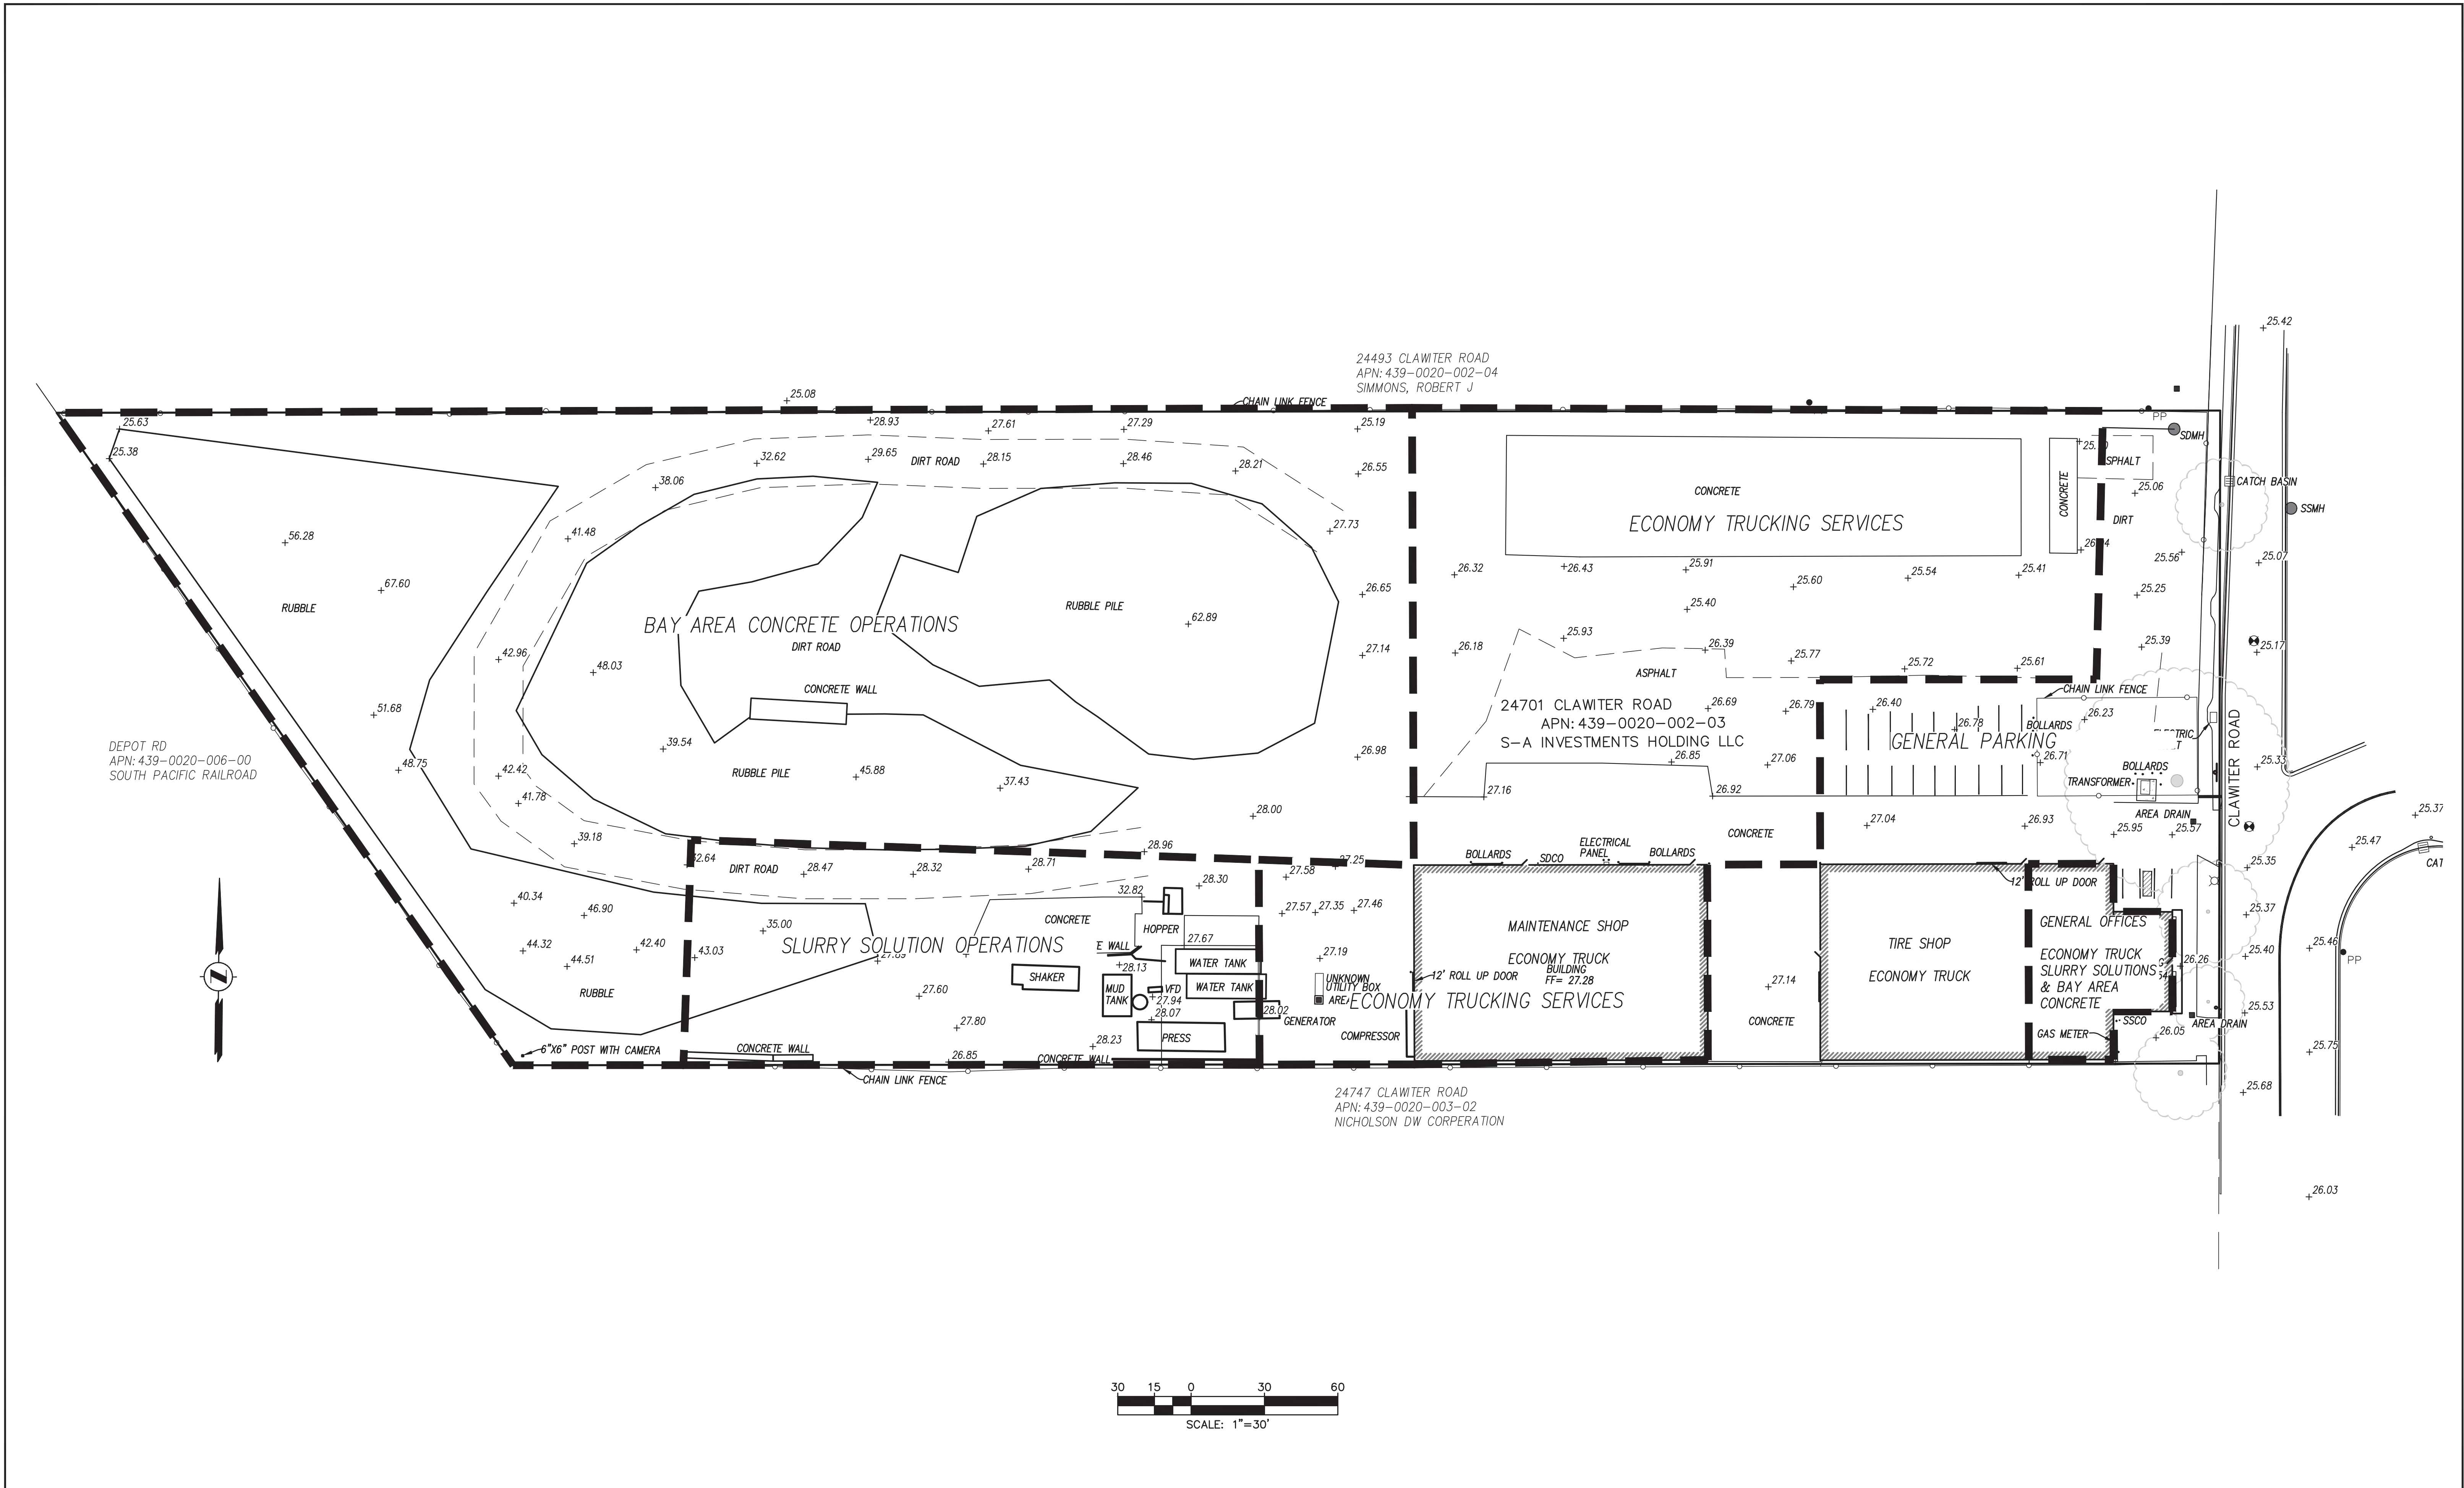 25.42
24493 CLAWITER ROAD
APN: 439-0020-002-04
SIMMONS, ROBERT J
25.08
CHAIN LINK FENCE
PP
25.63
28.93
27.61
27.29
25.19
SDMH
25.38
32.62
29.65
DIRT ROAD
28.15
28.46
28.21
26.55
SPHALT
38.06
CONCRETE
CONCRETE
25.06
CATCH BASIN
SSMH
41.48
27.73
ECONOMY TRUCKING SERVICES
DIRT
56.28
25.56
25.07
67.60
26.65
26.32
26.43
25.91
25.60
25.54
25.41
25.25
RUBBLE
RUBBLE PILE
62.89
25.40
BAY AREA CONCRETE OPERATIONS
DIRT ROAD
25.93
25.39
42.96
48.03
27.14
26.18
26.39
25.77
25.72
25.61
25.17
ASPHALT
CONCRETE WALL
CHAIN LINK FENCE
51.68
24701 CLAWITER ROAD
APN: 439-0020-002-03
S-A INVESTMENTS HOLDING LLC
26.69
26.79
26.40
26.78
BOLLARDS
26.23
TRIC
T
GENERAL PARKING
CLAWITER ROAD
DEPOT RD
APN: 439-0020-006-00
SOUTH PACIFIC RAILROAD
48.75
42.42
39.54
RUBBLE PILE
45.88
37.43
26.98
26.85
27.06
26.71
BOLLARDS
TRANSFORMER
25.33
41.78
28.00
27.16
26.92
AREA DRAIN
25.37
39.18
CONCRETE
27.04
26.93
25.95
25.57
25.47
28.96
ELECTRICAL
PANEL
BOLLARDS
SDCO
BOLLARDS
DIRT ROAD
28.47
28.32
28.71
27.58
25.35
CAT
12' ROLL UP DOOR
40.34
46.90
32.82
28.30
27.57
27.35
27.46
25.37
35.00
CONCRETE
HOPPER
MAINTENANCE SHOP
GENERAL OFFICES
44.32
42.40
43.03
SLURRY SOLUTION OPERATIONS
E WALL
27.67
27.19
TIRE SHOP
25.40
25.46
PP
44.51
28.13
WATER TANK
ECONOMY TRUCK
ECONOMY TRUCK
SLURRY SOLUTIONS
& BAY AREA
CONCRETE
26.26
SHAKER
UNKNOWN
UTILITY BOX
12' ROLL UP DOOR
BUILDING
FF= 27.28
ECONOMY TRUCK
RUBBLE
27.60
MUD
TANK
VFD
27.94
WATER TANK
ECONOMY TRUCKING SERVICES
27.14
28.07
28.02
GENERATOR
CONCRETE
SSCO
AREA DRAIN
25.53
27.80
PRESS
COMPRESSOR
GAS METER
26.05
6"X6" POST WITH CAMERA
CONCRETE WALL
26.85
28.23
CONCRETE WALL
25.75
CHAIN LINK FENCE
25.68
24747 CLAWITER ROAD
APN: 439-0020-003-02
NICHOLSON DW CORPERATION
26.03
30 15 0 30 60
SCALE: 1"=30'